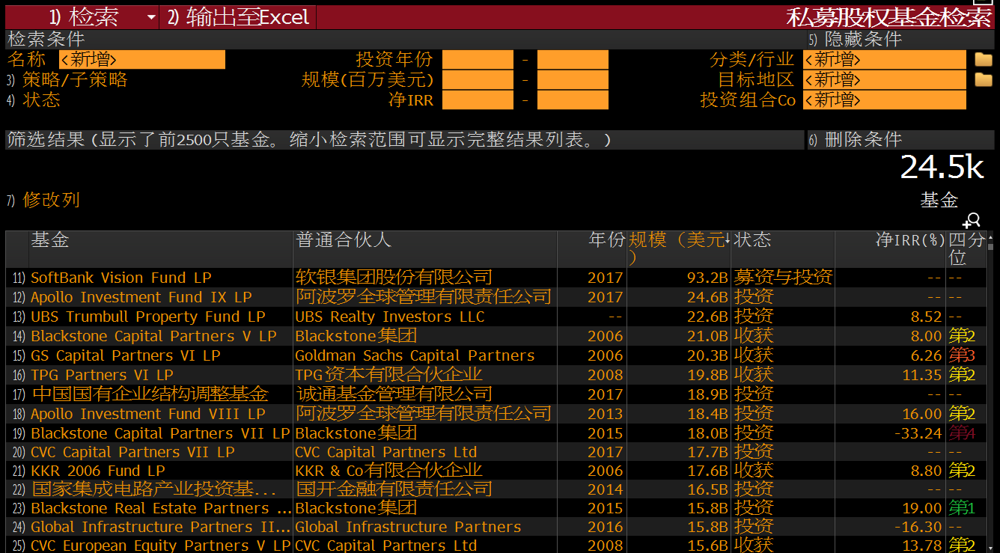 1) 检索 2) 输出至Excel 私募股权基金检索
检索条件 5) 隐藏条件
名称 <新增> 投资年份 - 分类/行业 <新增>
3) 策略/子策略 规模(百万美元) - 目标地区 <新增>
4) 状态 净IRR - 投资组合Co <新增>
筛选结果 (显示了前2500只基金。缩小检索范围可显示完整结果列表。) 6) 删除条件
24.5k
7) 修改列 基金
基金 普通合伙人 年份 规模（美元↓ 状态 净IRR(%) 四分
） 位
11) SoftBank Vision Fund LP 软银集团股份有限公司 2017 93.2B 募资与投资 -- --
12) Apollo Investment Fund IX LP 阿波罗全球管理有限责任公司 2017 24.6B 投资 -- --
13) UBS Trumbull Property Fund LP UBS Realty Investors LLC -- 22.6B 投资 8.52 --
14) Blackstone Capital Partners V LP Blackstone集团 2006 21.0B 收获 8.00 第2
15) GS Capital Partners VI LP Goldman Sachs Capital Partners 2006 20.3B 收获 6.26 第3
16) TPG Partners VI LP TPG资本有限合伙企业 2008 19.8B 收获 11.35 第2
17) 中国国有企业结构调整基金 诚通基金管理有限公司 2017 18.9B 投资 -- --
18) Apollo Investment Fund VIII LP 阿波罗全球管理有限责任公司 2013 18.4B 投资 16.00 第2
19) Blackstone Capital Partners VII LP Blackstone集团 2015 18.0B 投资 -33.24 第4
20) CVC Capital Partners VII LP CVC Capital Partners Ltd 2017 17.7B 投资 -- --
21) KKR 2006 Fund LP KKR & Co有限合伙企业 2006 17.6B 收获 8.80 第2
22) 国家集成电路产业投资基... 国开金融有限责任公司 2014 16.5B 投资 -- --
23) Blackstone Real Estate Partners ... Blackstone集团 2015 15.8B 投资 19.00 第1
24) Global Infrastructure Partners II... Global Infrastructure Partners 2016 15.8B 投资 -16.30 --
25) CVC European Equity Partners V LP CVC Capital Partners Ltd 2008 15.6B 收获 13.78 第2